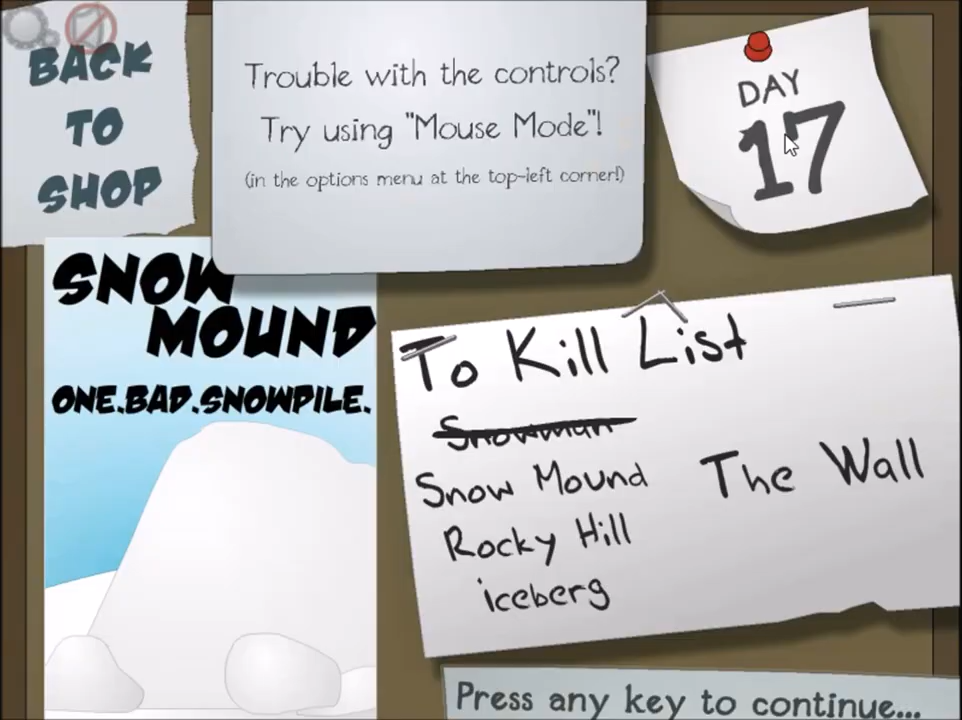 BACK
TO
SHOP
Trouble with the controls?
Try using "Mouse Mode"!
(in the options menu at the top-left corner!)
DAY
17
SNOW
MOUND
ONE.BAD.SNOWPILE.
To Kill List
Snowman
Snow Mound
The Wall
Rocky Hill
iceberg
Press any key to continue...